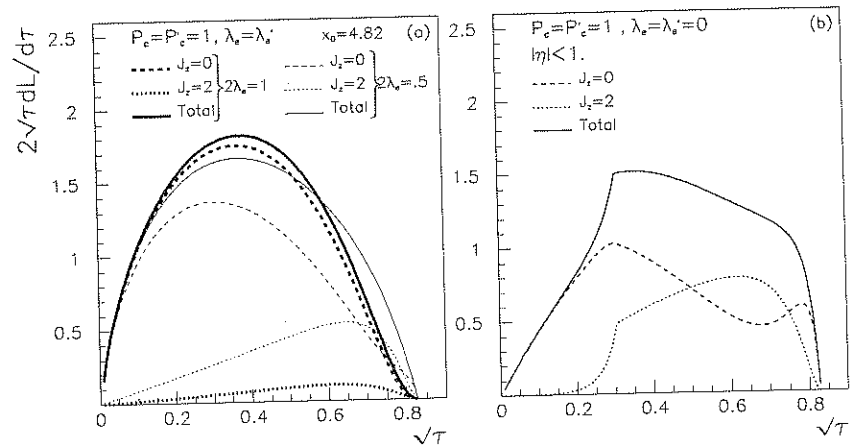 2√τdL/dτ
2.5
2
1.5
1
0.5
P_c=P'_c=1 , λ_e=λ_e' x_0=4.82 (a)
J_z=0
J_z=2
Total
}2λ_e=1
J_z=0
J_z=2
Total
}2λ_e=.5
0 0.2 0.4 0.6 0.8
√τ
2.5
2
1.5
1
0.5
P_c=P'_c=1 , λ_e=λ_e'=0 (b)
|η|<1.
J_z=0
J_z=2
Total
0 0.2 0.4 0.6 0.8
√τ